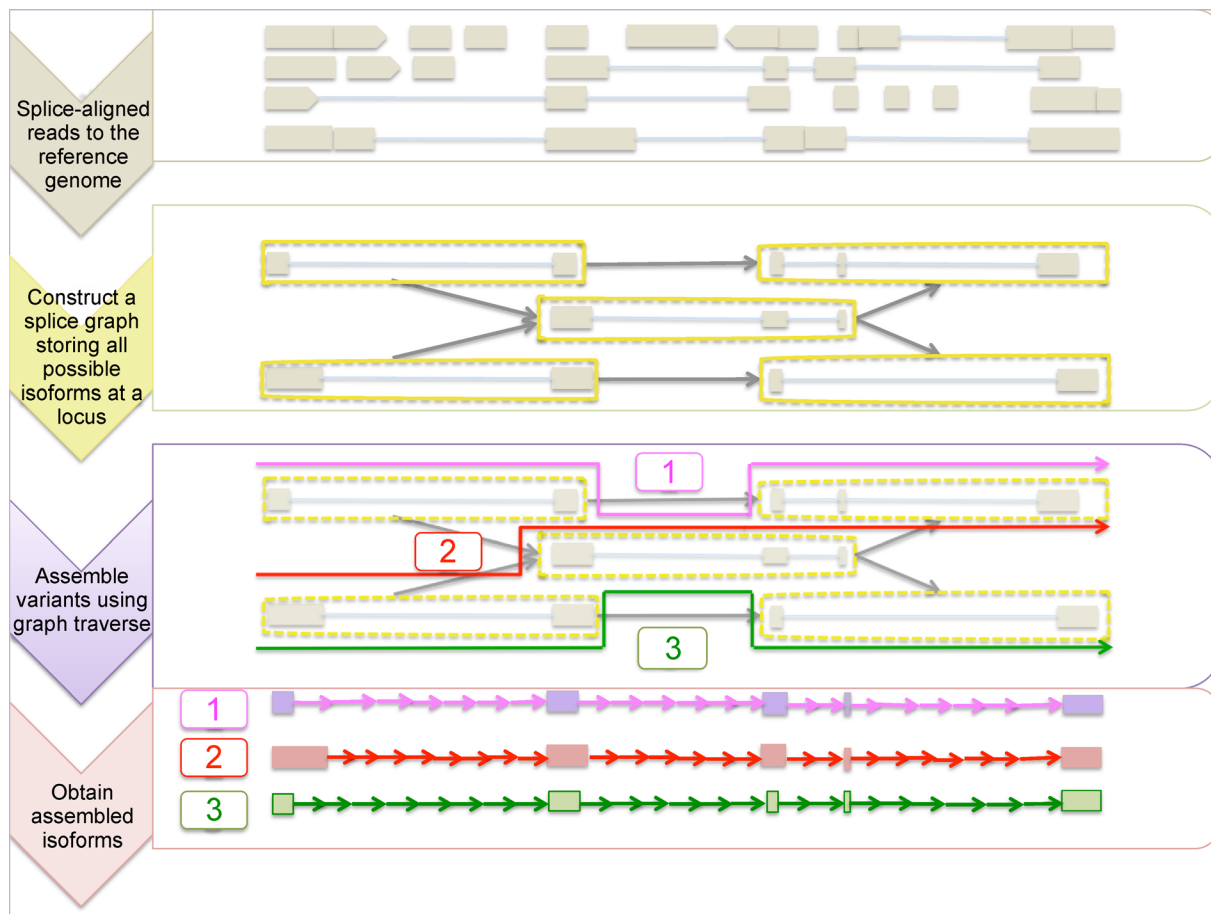 Splice-aligned
reads to the
reference
genome
Construct a
splice graph
storing all
possible
isoforms at a
locus
1
2
Assemble
variants using
graph traverse
3
1
2
Obtain
assembled
isoforms
3